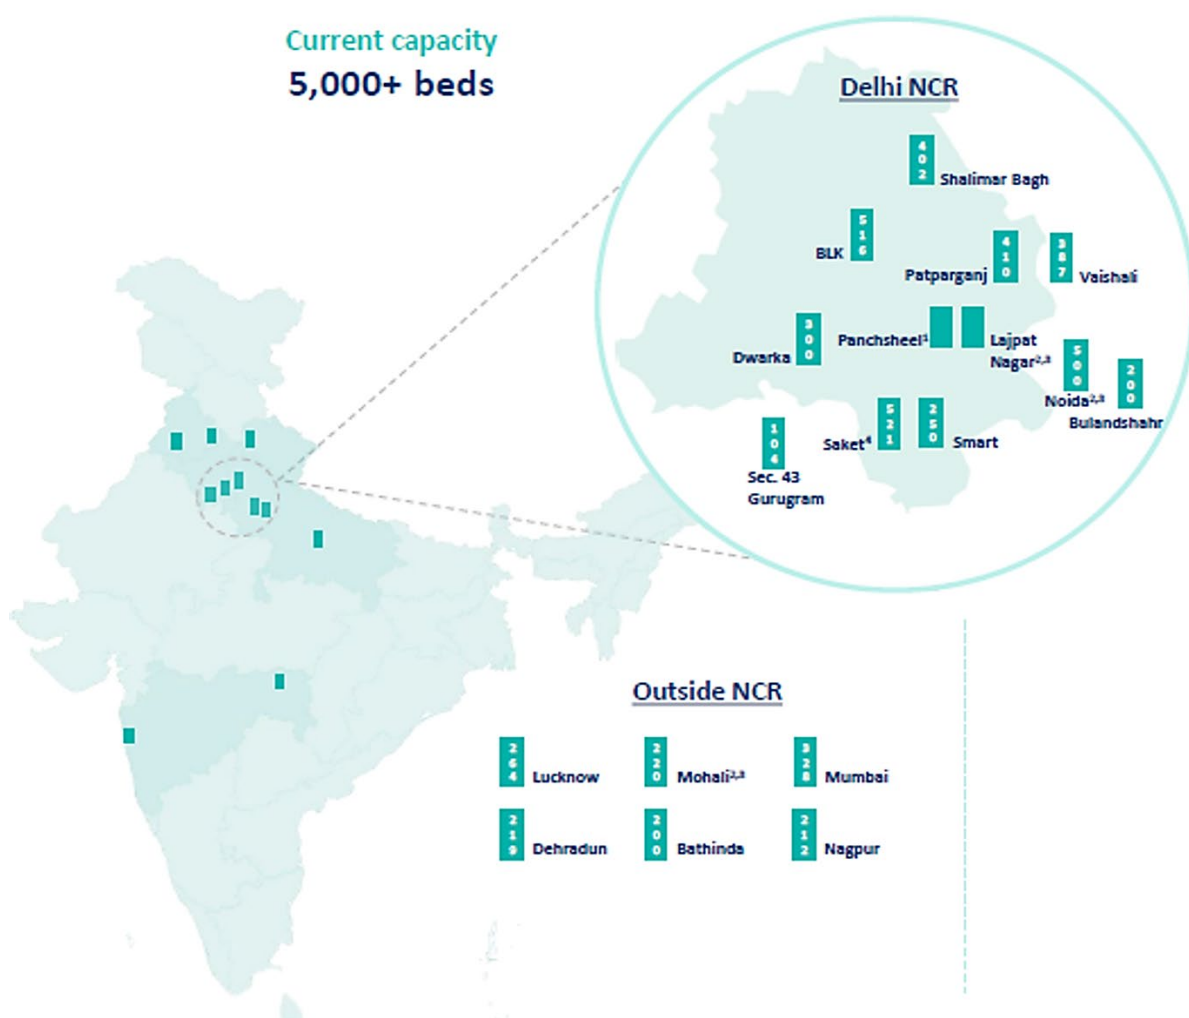 Current capacity
5,000+ beds
Delhi NCR
402
Shalimar Bagh
516
BLK
410
Patparganj
387
Vaishali
300
Dwarka
Panchsheel¹
Lajpat
Nagar²,³
500
Noida²,³
200
Bulandshahr
521
Saket⁴
250
Smart
104
Sec. 43
Gurugram
Outside NCR
264
Lucknow
220
Mohali²,³
328
Mumbai
219
Dehradun
200
Bathinda
212
Nagpur